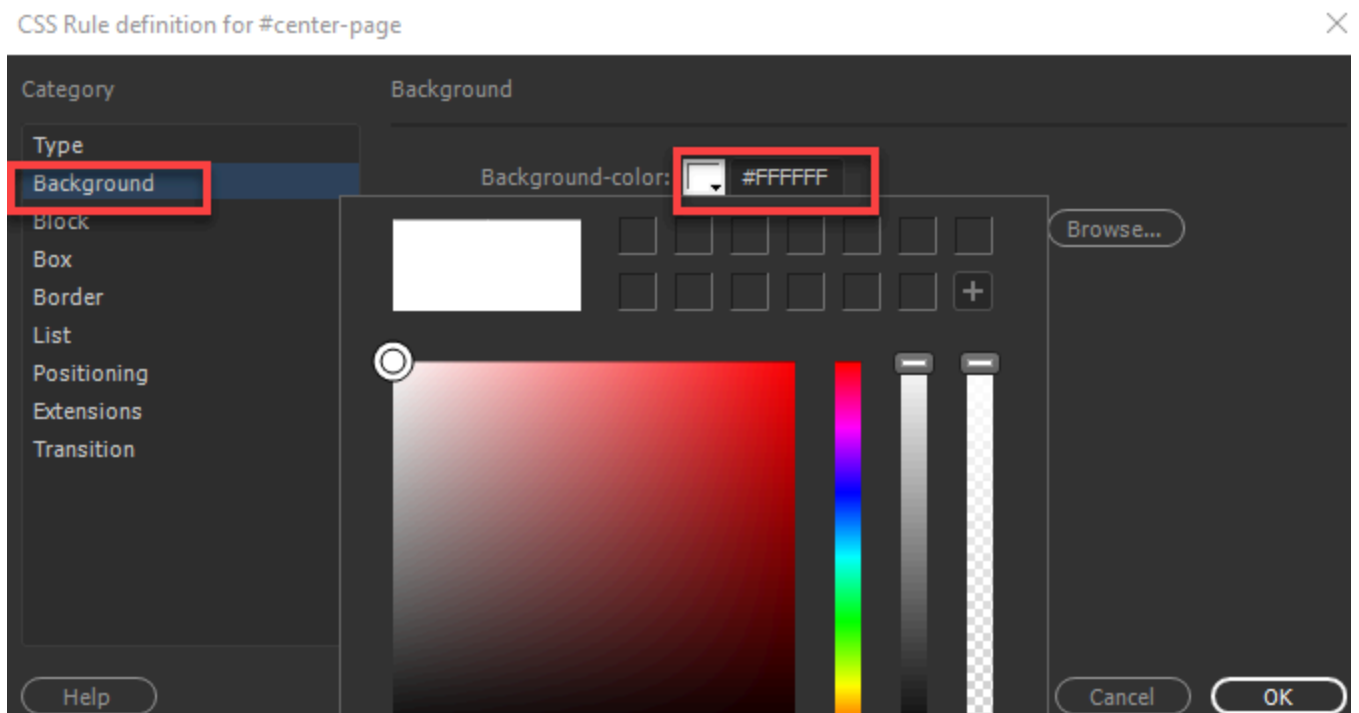 CSS Rule definition for #center-page
Category
Background
Type
Background
Block
Box
Border
List
Positioning
Extensions
Transition
Background-color:
#FFFFFF
Browse...
Help
Cancel
OK